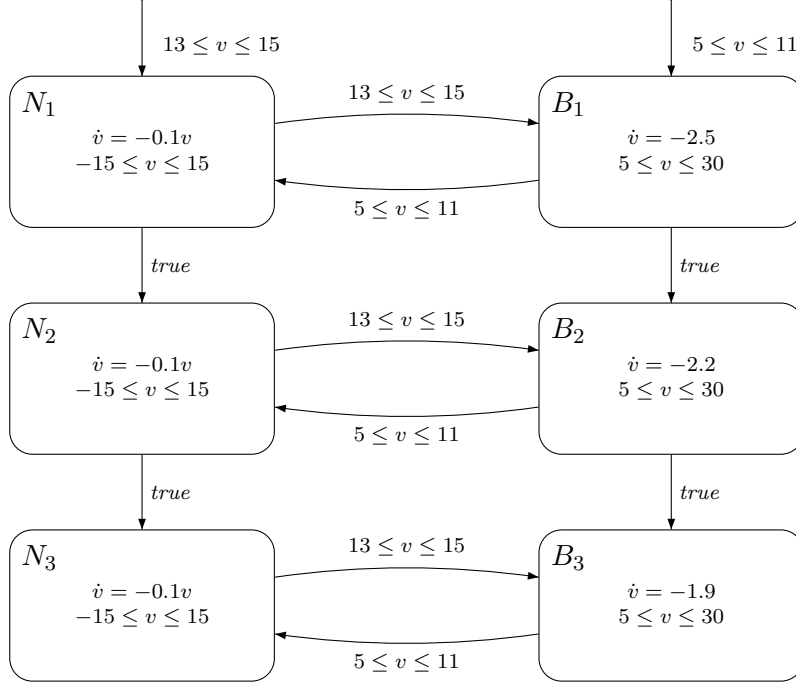 13 ≤ v ≤ 15
5 ≤ v ≤ 11
N₁
v̇ = −0.1v
−15 ≤ v ≤ 15
13 ≤ v ≤ 15
5 ≤ v ≤ 11
B₁
v̇ = −2.5
5 ≤ v ≤ 30
true
true
N₂
v̇ = −0.1v
−15 ≤ v ≤ 15
13 ≤ v ≤ 15
5 ≤ v ≤ 11
B₂
v̇ = −2.2
5 ≤ v ≤ 30
true
true
N₃
v̇ = −0.1v
−15 ≤ v ≤ 15
13 ≤ v ≤ 15
5 ≤ v ≤ 11
B₃
v̇ = −1.9
5 ≤ v ≤ 30